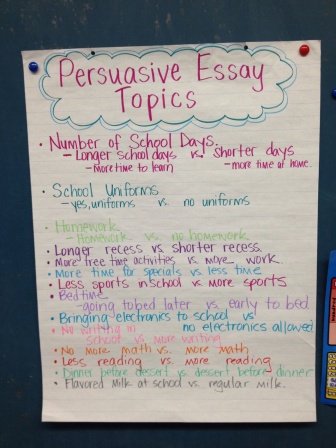 Persuasive Essay
Topics
• Number of School Days.
- Longer school days vs. Shorter days
- more time to learn - more time at home.
• School Uniforms
- yes, uniforms vs. no uniforms
• Homework
- Homework vs. no homework
• Longer recess vs. shorter recess.
• More free time activities vs more work.
• More time for specials vs less time
• Less sports in school vs more sports
• Bedtime
- going to bed later vs early to bed
• Bringing electronics to school vs no electronics allowed
• No writing in
school vs more writing
• No more math vs. more math
• Less reading vs. more reading
• Dinner before dessert vs dessert before dinner
• Flavored Milk at school vs regular milk.